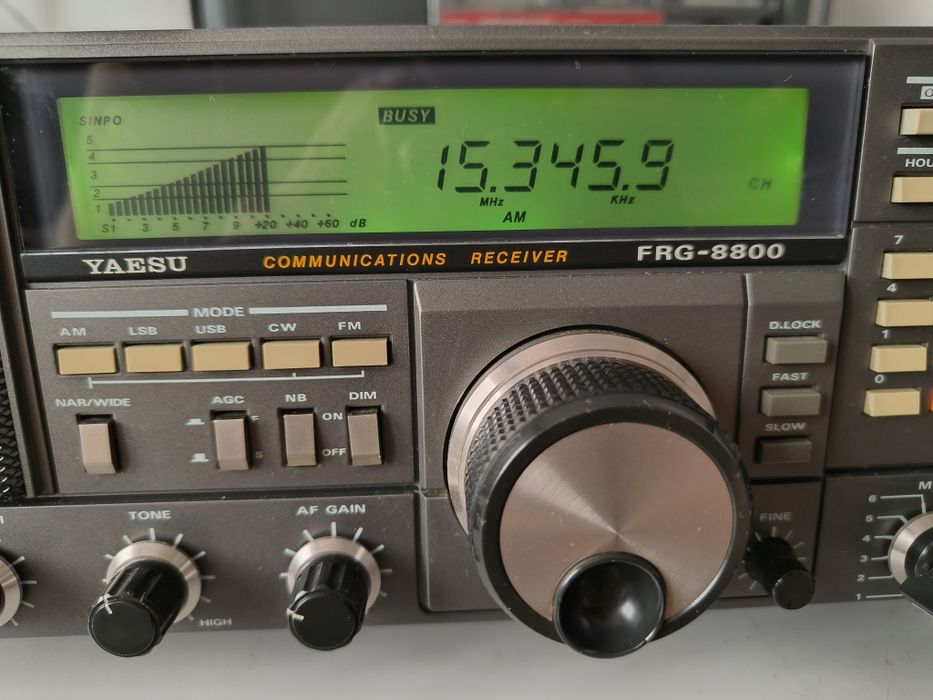 SINPO
BUSY
5
4
3
2
1
15.345.9
MHz KHz
AM
CH
S1 3 5 7 9 +20 +40 +60 dB
YAESU COMMUNICATIONS RECEIVER FRG-8800
MODE
AM LSB USB CW FM
NAR/WIDE AGC NB DIM
F ON
S OFF
D.LOCK
FAST
SLOW
HOU
7
4
1
0
TONE
HIGH
AF GAIN
FINE
M
6
5
4
3
2
1